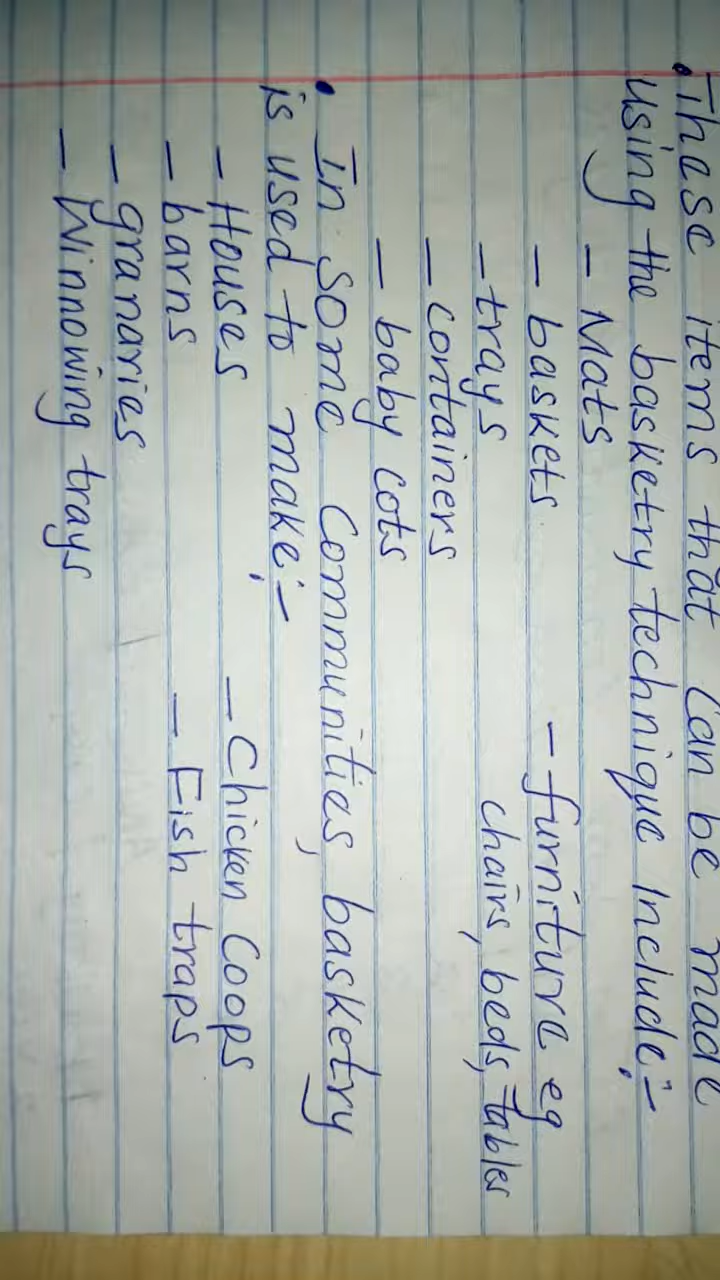 • These items that can be made
using the basketry technique include:-
- Mats
- baskets - furniture eg
- trays chairs, beds, tables
- containers
- baby cots
• In some communities, basketry
is used to make:-
- Houses - Chicken Coops
- barns - Fish traps
- granaries
- Winnowing trays